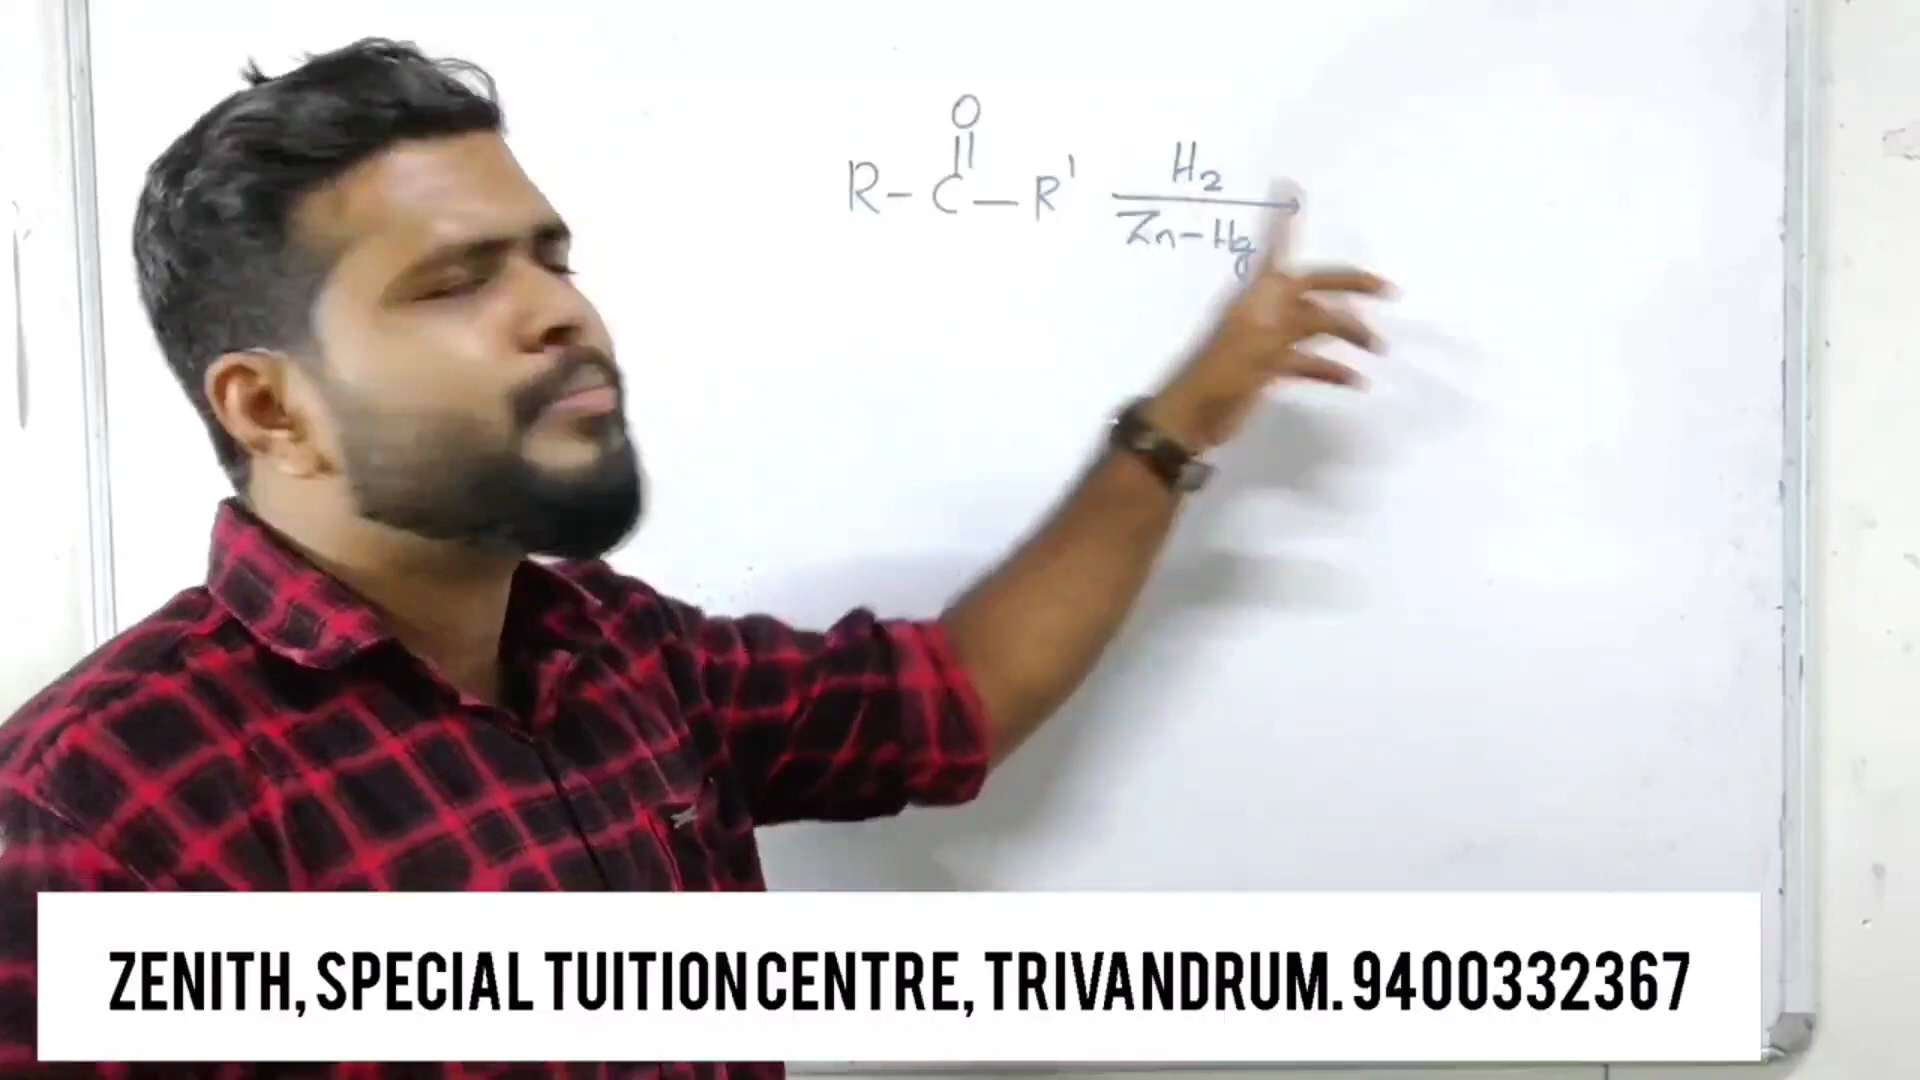 O
||
R - C — R' H2
Zn-Hg
ZENITH, SPECIAL TUITION CENTRE, TRIVANDRUM. 9400332367